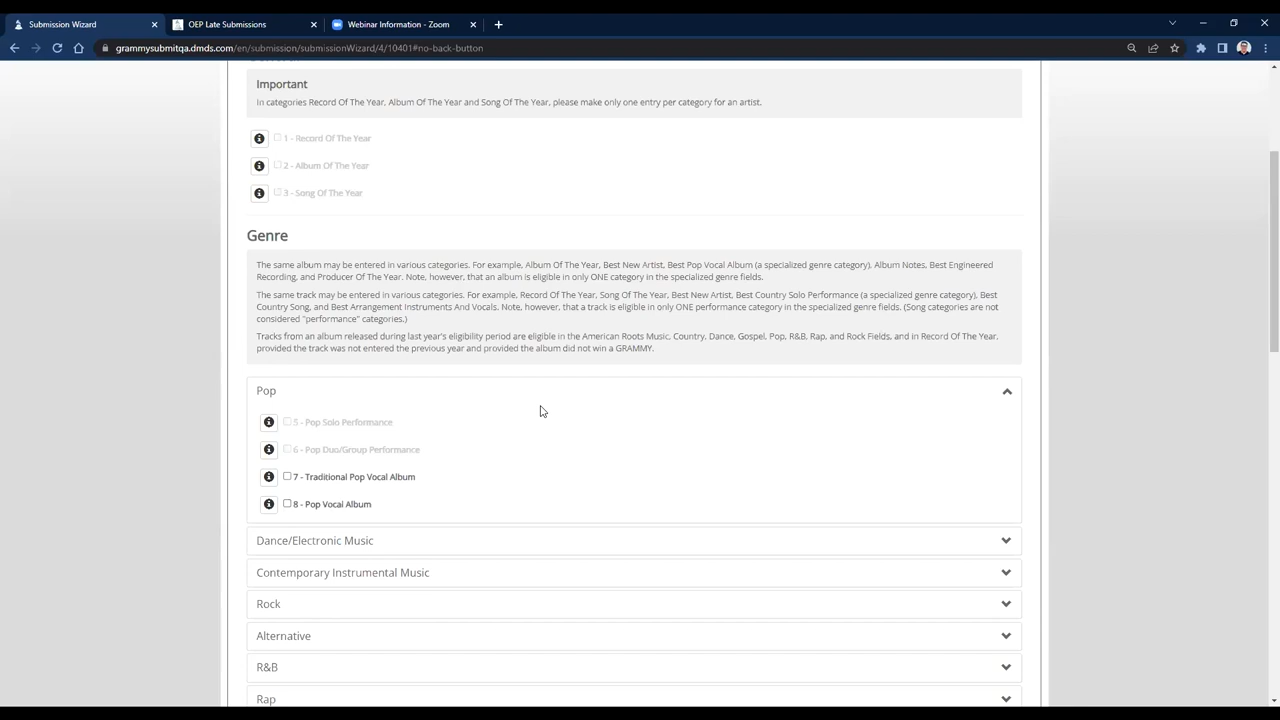 Submission Wizard
OEP Late Submissions
Webinar Information - Zoom
grammysubmitqa.dmds.com/en/submission/submissionWizard/4/10401#no-back-button
Important
In categories Record Of The Year, Album Of The Year and Song Of The Year, please make only one entry per category for an artist.
1 - Record Of The Year
2 - Album Of The Year
3 - Song Of The Year
Genre
The same album may be entered in various categories. For example, Album Of The Year, Best New Artist, Best Pop Vocal Album (a specialized genre category), Album Notes, Best Engineered
Recording, and Producer Of The Year. Note, however, that an album is eligible in only ONE category in the specialized genre fields.
The same track may be entered in various categories. For example, Record Of The Year, Song Of The Year, Best New Artist, Best Country Solo Performance (a specialized genre category), Best
Country Song, and Best Arrangement Instruments And Vocals. Note, however, that a track is eligible in only ONE performance category in the specialized genre fields. (Song categories are not
considered "performance" categories.)
Tracks from an album released during last year's eligibility period are eligible in the American Roots Music, Country, Dance, Gospel, Pop, R&B, Rap, and Rock Fields, and in Record Of The Year,
provided the track was not entered the previous year and provided the album did not win a GRAMMY.
Pop
5 - Pop Solo Performance
6 - Pop Duo/Group Performance
7 - Traditional Pop Vocal Album
8 - Pop Vocal Album
Dance/Electronic Music
Contemporary Instrumental Music
Rock
Alternative
R&B
Rap